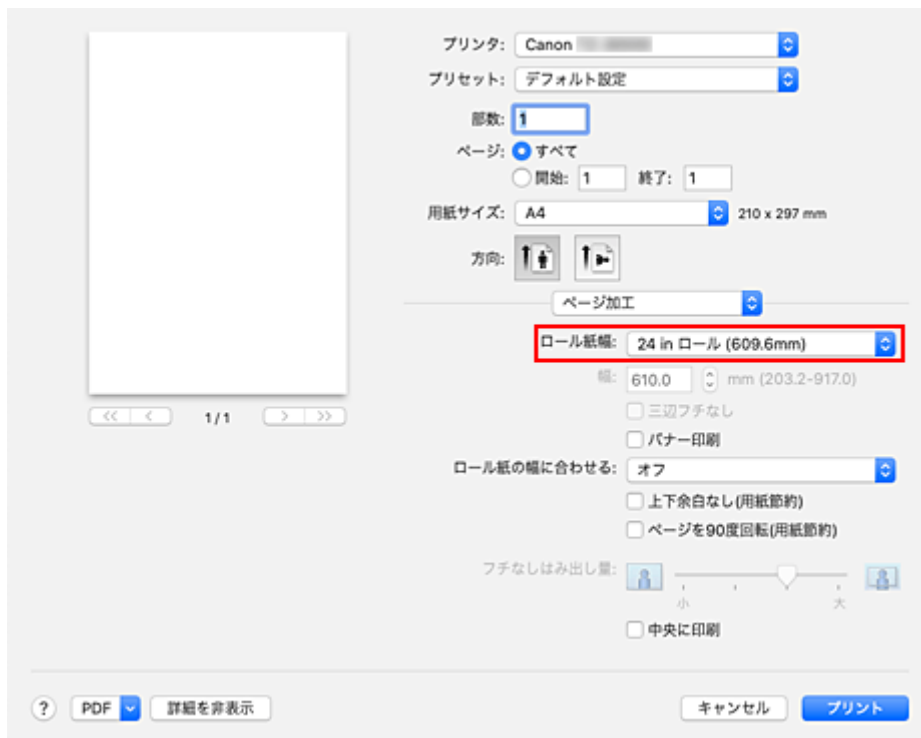 プリンタ: Canon
プリセット: デフォルト設定
部数: 1
ページ: すべて
開始: 1 終了: 1
用紙サイズ: A4 210 x 297 mm
方向:
ページ加工
ロール紙幅: 24 in ロール (609.6mm)
幅: 610.0 mm (203.2-917.0)
三辺フチなし
バナー印刷
ロール紙の幅に合わせる: オフ
上下余白なし(用紙節約)
ページを90度回転(用紙節約)
フチなしはみ出し量:
小 大
中央に印刷
<< < 1/1 > >>
? PDF 詳細を非表示 キャンセル プリント